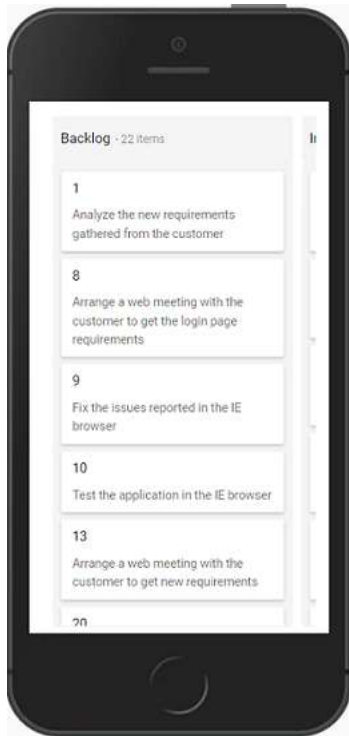 Backlog - 22 items
1
Analyze the new requirements
gathered from the customer
8
Arrange a web meeting with the
customer to get the login page
requirements
9
Fix the issues reported in the IE
browser
10
Test the application in the IE browser
13
Arrange a web meeting with the
customer to get new requirements
20